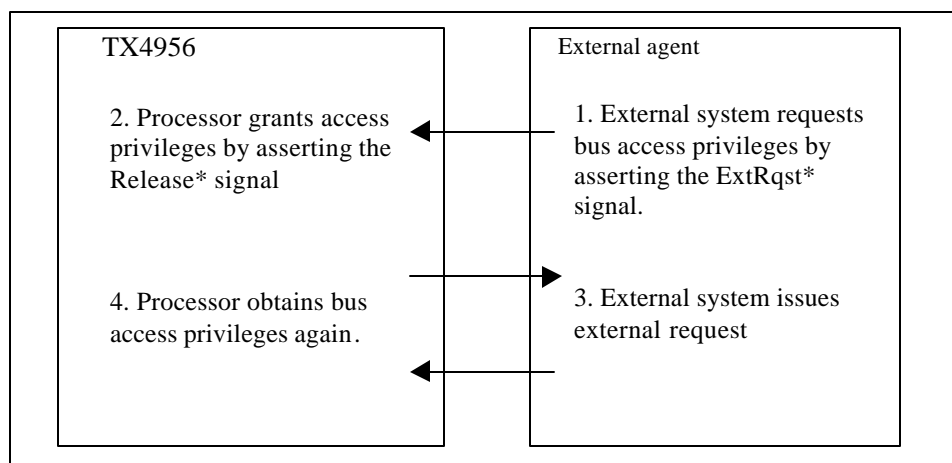 TX4956
2. Processor grants access
privileges by asserting the
Release* signal
4. Processor obtains bus
access privileges again.
External agent
1. External system requests
bus access privileges by
asserting the ExtRqst*
signal.
3. External system issues
external request